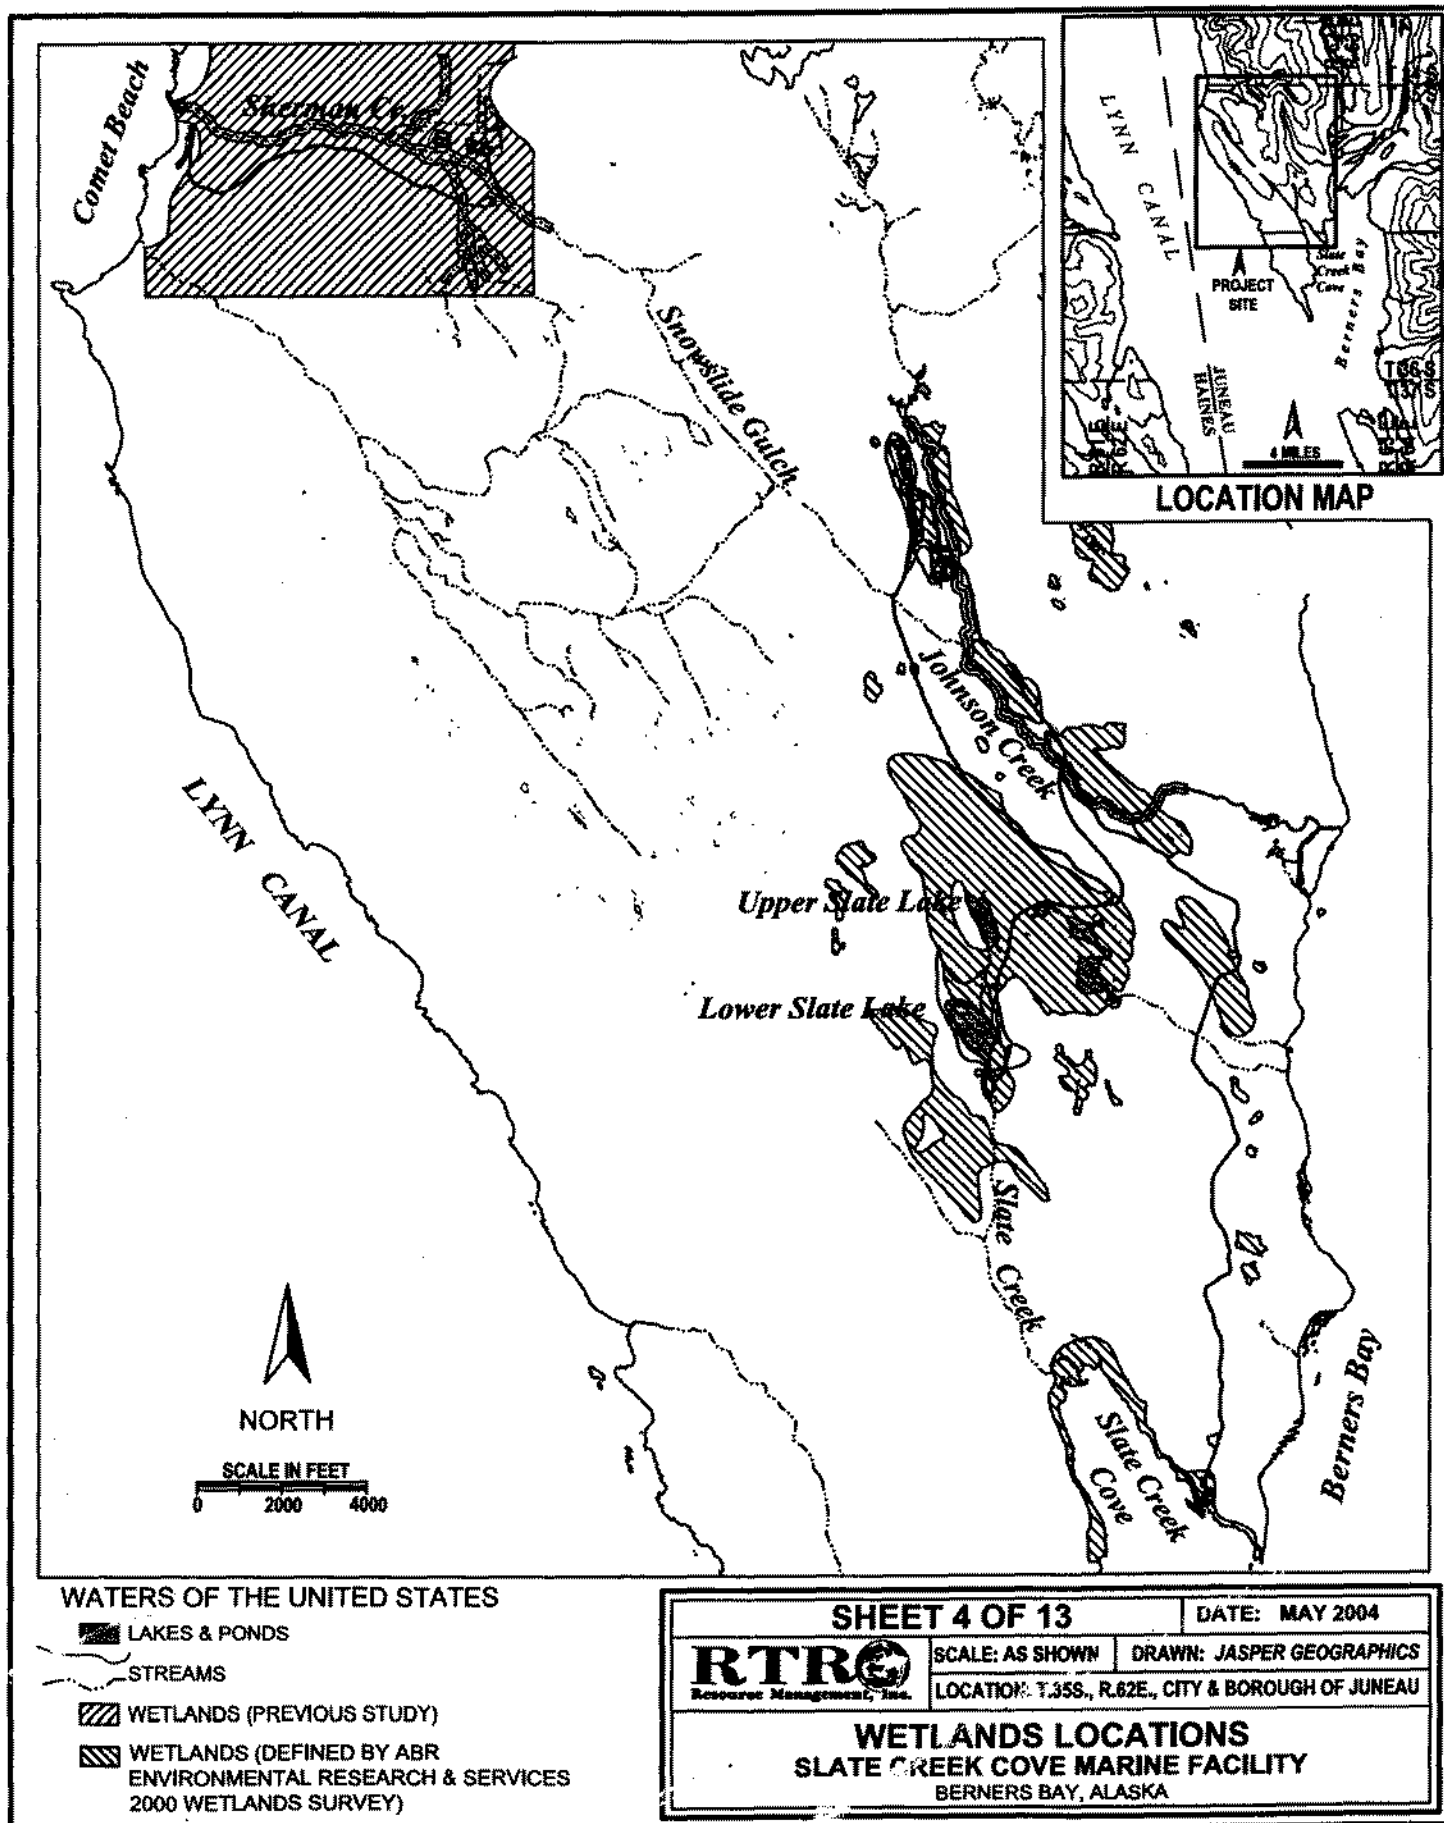 Comet Beach
Sherman Cr.
Snowslide Gulch
Johnson Creek
Upper Slate Lake
Lower Slate Lake
LYNN CANAL
Slate Creek
Slate Creek
Cove
Berners Bay
NORTH
SCALE IN FEET
0 2000 4000
LYNN CANAL
PROJECT
SITE
Slate
Creek
Cove
Berners Bay
JUNEAU
HAINES
R 62 E
4 MILES
LOCATION MAP
WATERS OF THE UNITED STATES
LAKES & PONDS
STREAMS
WETLANDS (PREVIOUS STUDY)
WETLANDS (DEFINED BY ABR
ENVIRONMENTAL RESEARCH & SERVICES
2000 WETLANDS SURVEY)
SHEET 4 OF 13
DATE: MAY 2004
RTR
Resource Management, Inc.
SCALE: AS SHOWN
DRAWN: JASPER GEOGRAPHICS
LOCATION: T.35S., R.62E., CITY & BOROUGH OF JUNEAU
WETLANDS LOCATIONS
SLATE CREEK COVE MARINE FACILITY
BERNERS BAY, ALASKA